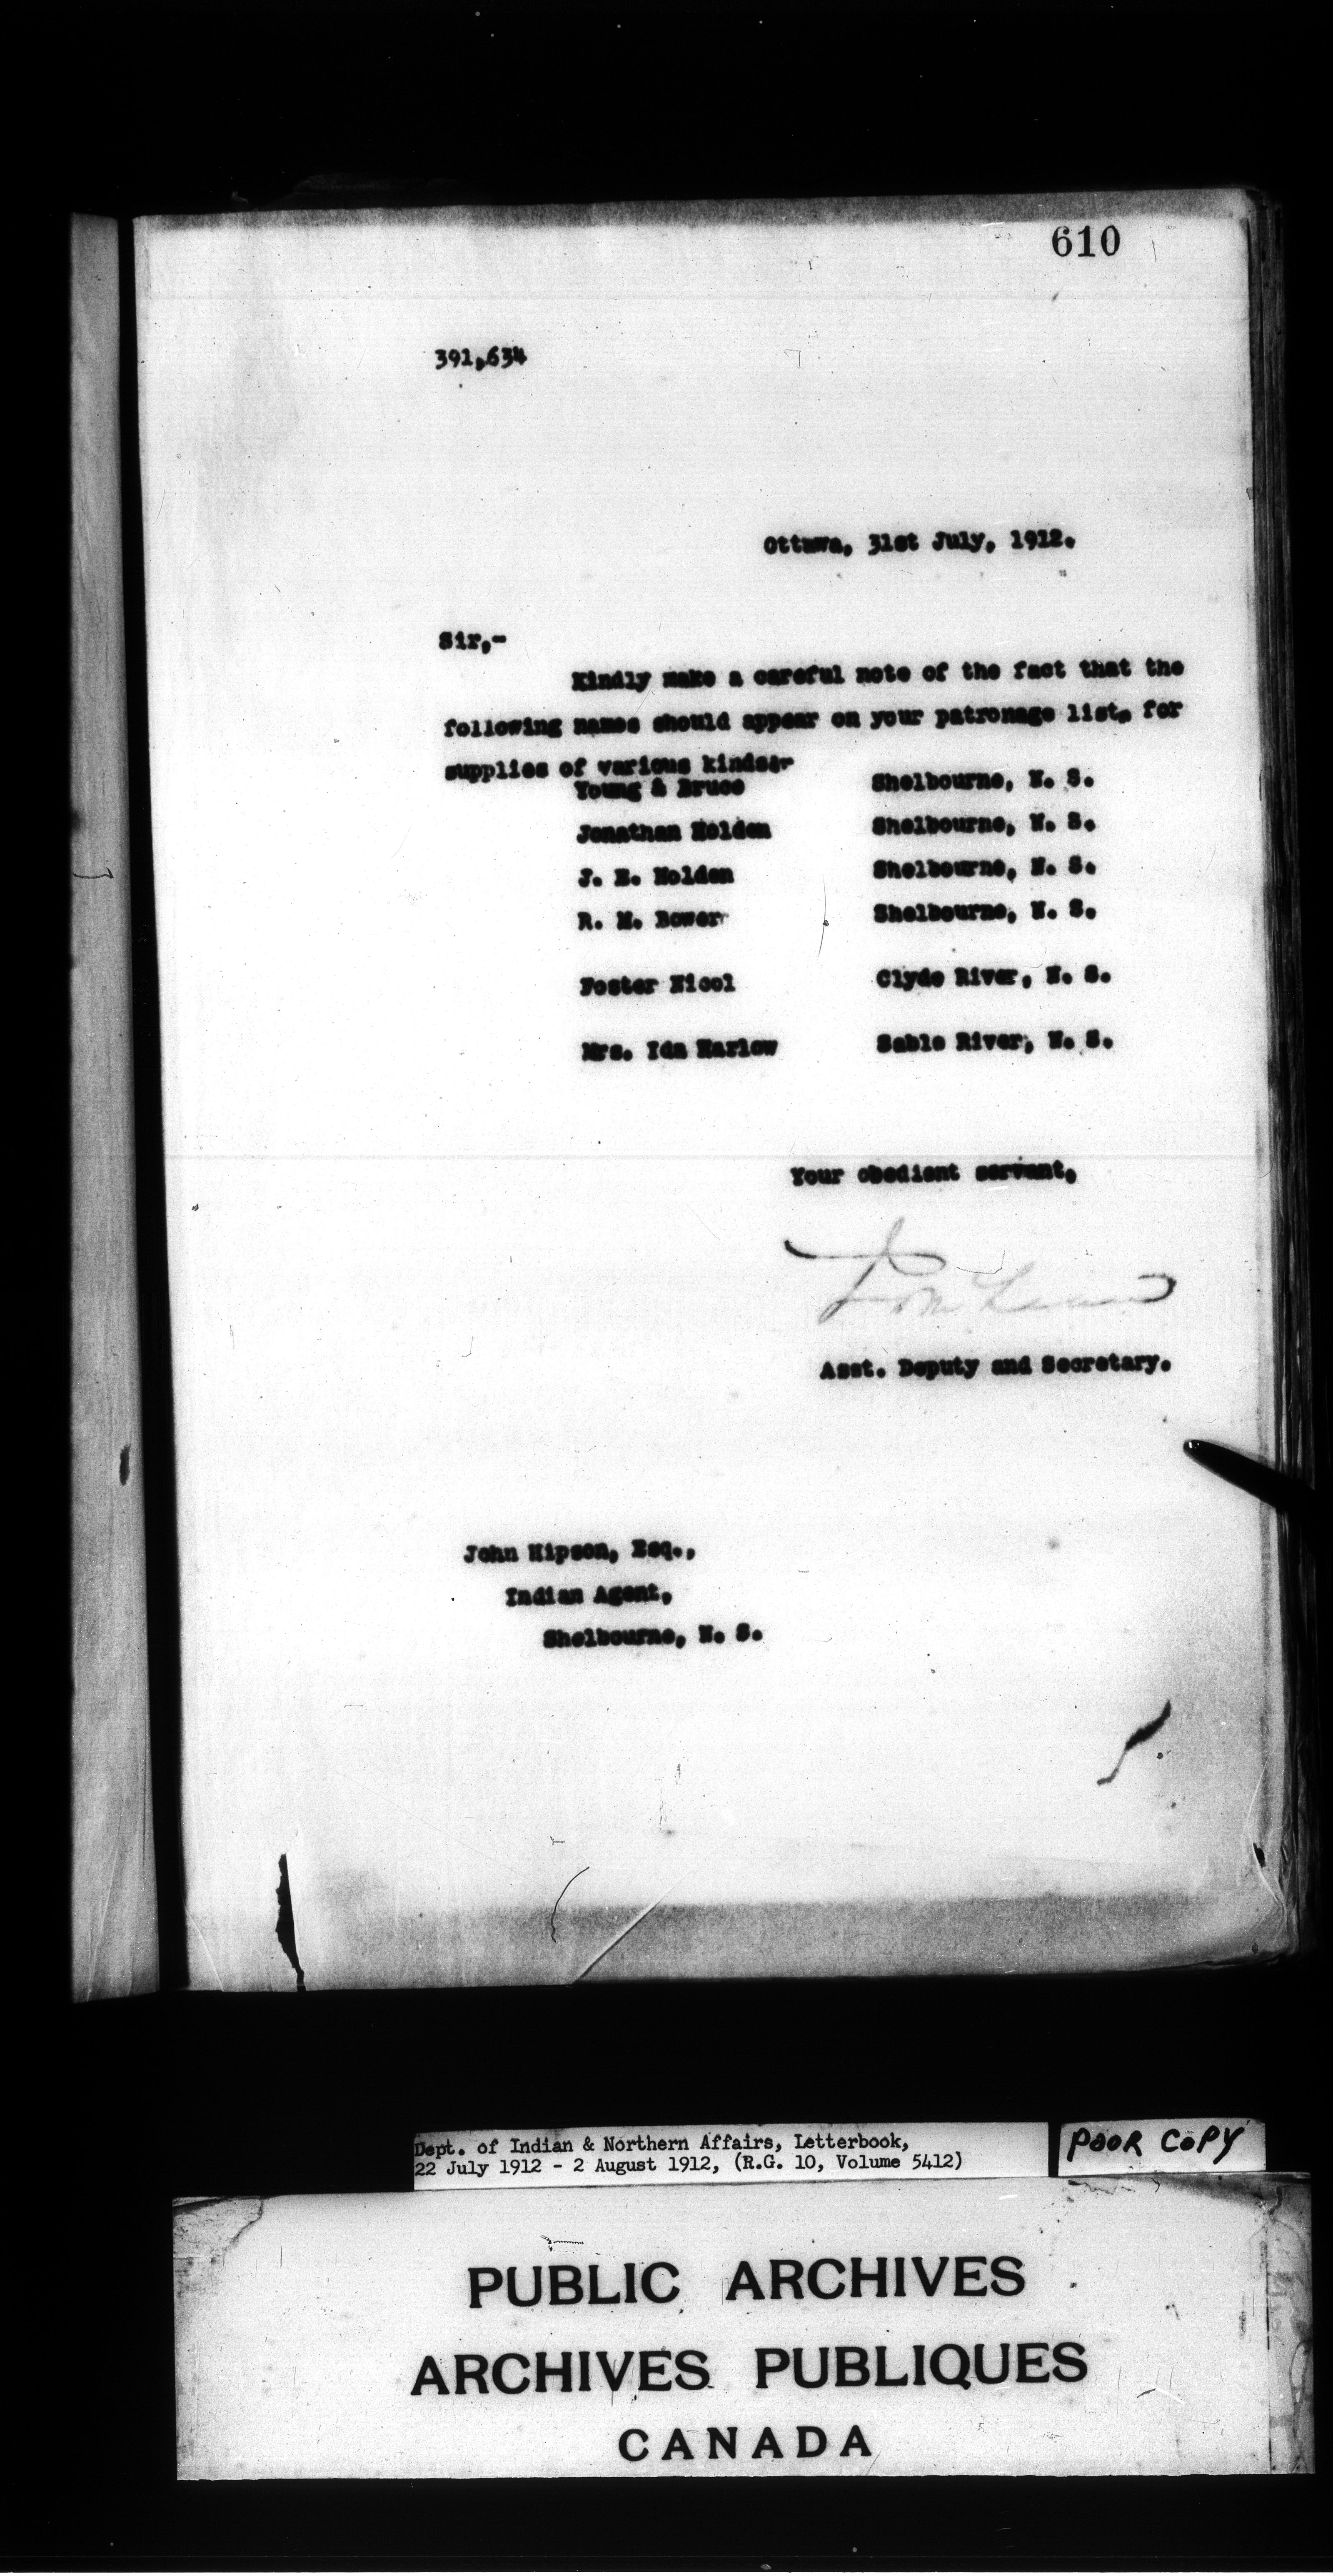 610
391,634
Ottawa, 31st July, 1912.
Sir,-
Kindly make a careful note of the fact that the
following names should appear on your patronage list, for
supplies of various kinds:-
Young & Bruce Shelbourne, N. S.
Jonathan Holden Shelbourne, N. S.
J. E. Holden Shelbourne, N. S.
R. M. Bower Shelbourne, N. S.
Foster Nicol Clyde River, N. S.
Mrs. Ida Harlow Sable River, N. S.
Your obedient servant,
Asst. Deputy and Secretary.
John Hipson, Esq.,
Indian Agent,
Shelbourne, N. S.
Dept. of Indian & Northern Affairs, Letterbook,
22 July 1912 - 2 August 1912, (R.G. 10, Volume 5412)
POOR COPY
PUBLIC ARCHIVES
ARCHIVES PUBLIQUES
CANADA